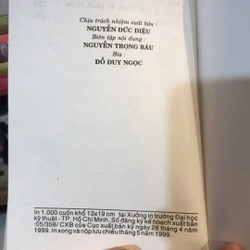 Chịu trách nhiệm xuất bản :
NGUYỄN ĐỨC DIỆU
Biên tập nội dung :
NGUYỄN TRỌNG BÁU
Bìa :
ĐỖ DUY NGỌC
In 1.000 cuốn khổ 13x19 cm tại Xưởng in trường Đại học
kỹ thuật - TP. Hồ Chí Minh. Số đăng ký kế hoạch xuất bản
:05/358/ CXB của Cục xuất bản ký ngày 28 tháng 4 năm
1999. In xong và nộp lưu chiểu tháng 5 năm 1999.